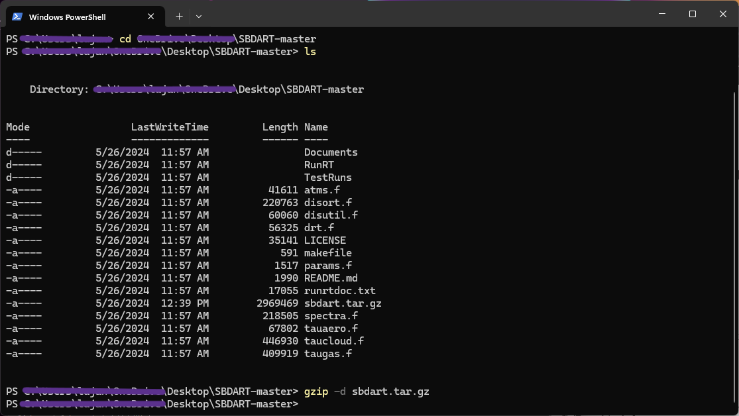 Windows PowerShell
PS cd \SBDART-master
PS \Desktop\SBDART-master> ls
Directory: \Desktop\SBDART-master
Mode LastWriteTime Length Name
---- ------------- ------ ----
d----- 5/26/2024 11:57 AM Documents
d----- 5/26/2024 11:57 AM RunRT
d----- 5/26/2024 11:57 AM TestRuns
-a---- 5/26/2024 11:57 AM 41611 atms.f
-a---- 5/26/2024 11:57 AM 220763 disort.f
-a---- 5/26/2024 11:57 AM 60060 disutil.f
-a---- 5/26/2024 11:57 AM 56325 drt.f
-a---- 5/26/2024 11:57 AM 35141 LICENSE
-a---- 5/26/2024 11:57 AM 591 makefile
-a---- 5/26/2024 11:57 AM 1517 params.f
-a---- 5/26/2024 11:57 AM 1990 README.md
-a---- 5/26/2024 11:57 AM 17055 runrtdoc.txt
-a---- 5/26/2024 12:39 PM 2969469 sbdart.tar.gz
-a---- 5/26/2024 11:57 AM 218505 spectra.f
-a---- 5/26/2024 11:57 AM 67802 tauaero.f
-a---- 5/26/2024 11:57 AM 446930 taucloud.f
-a---- 5/26/2024 11:57 AM 409919 taugas.f
PS \Desktop\SBDART-master> gzip -d sbdart.tar.gz
PS \Desktop\SBDART-master>